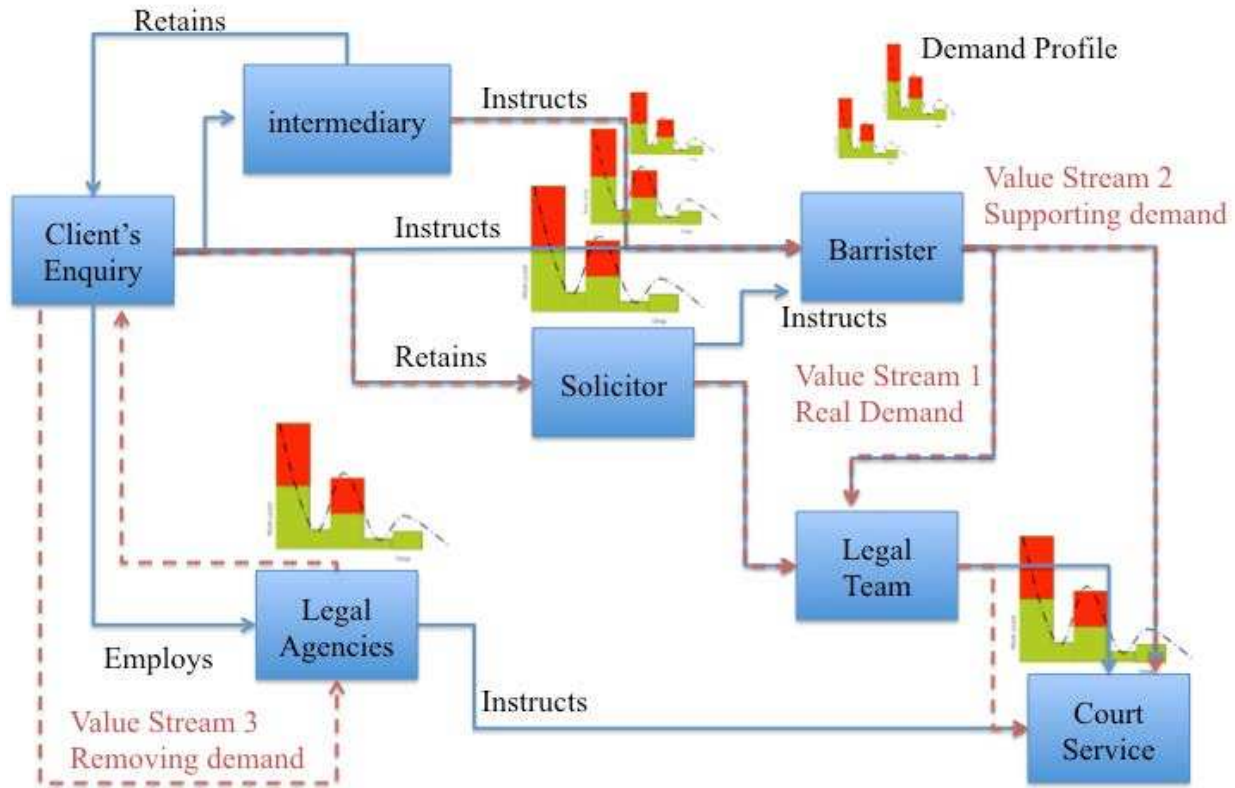 Retains
Demand Profile
intermediary
Instructs
Value Stream 2
Supporting demand
Client's
Enquiry
Instructs
Barrister
Instructs
Retains
Solicitor
Value Stream 1
Real Demand
Legal
Team
Legal
Agencies
Employs
Instructs
Value Stream 3
Removing demand
Court
Service